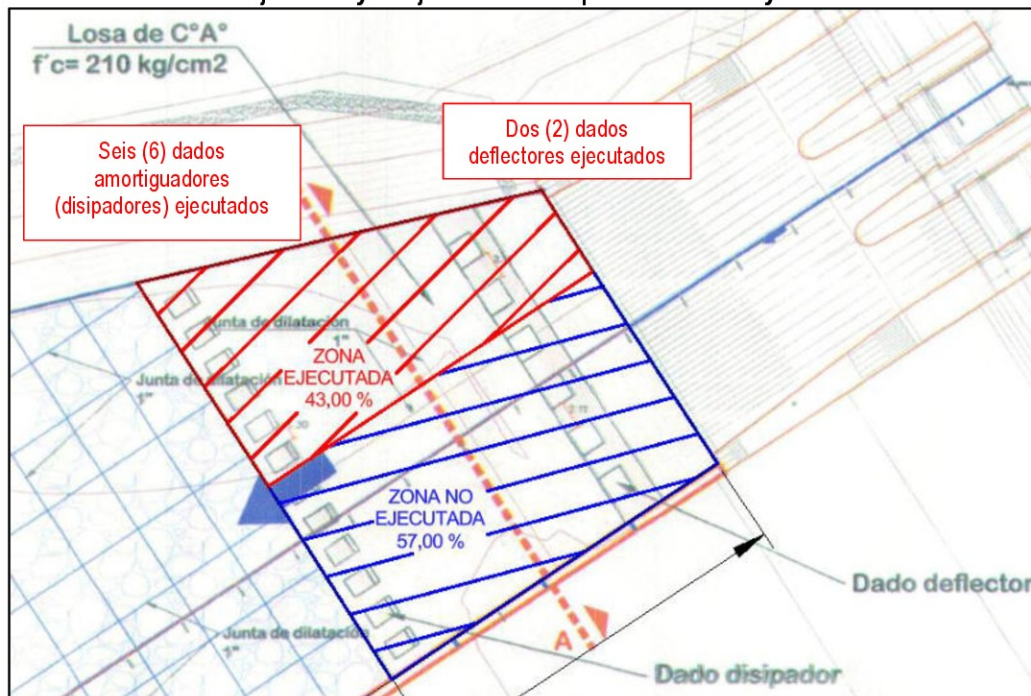 Losa de C°A°
f´c= 210 kg/cm2
Seis (6) dados
amortiguadores
(disipadores) ejecutados
Dos (2) dados
deflectores ejecutados
Junta de dilatación
1"
Junta de dilatación
1"
ZONA
EJECUTADA
43,00 %
ZONA NO
EJECUTADA
57,00 %
Dado deflector
A
Junta de dilatación
1"
Dado disipador